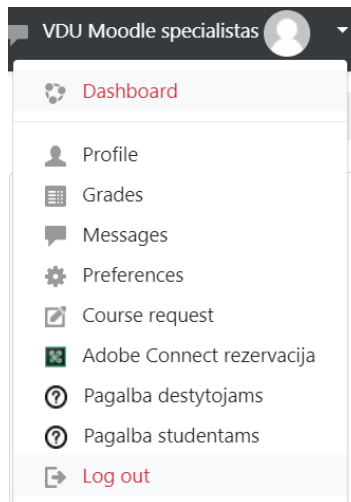 VDU Moodle specialistas
Dashboard
Profile
Grades
Messages
Preferences
Course request
Adobe Connect rezervacija
Pagalba destytojams
Pagalba studentams
Log out